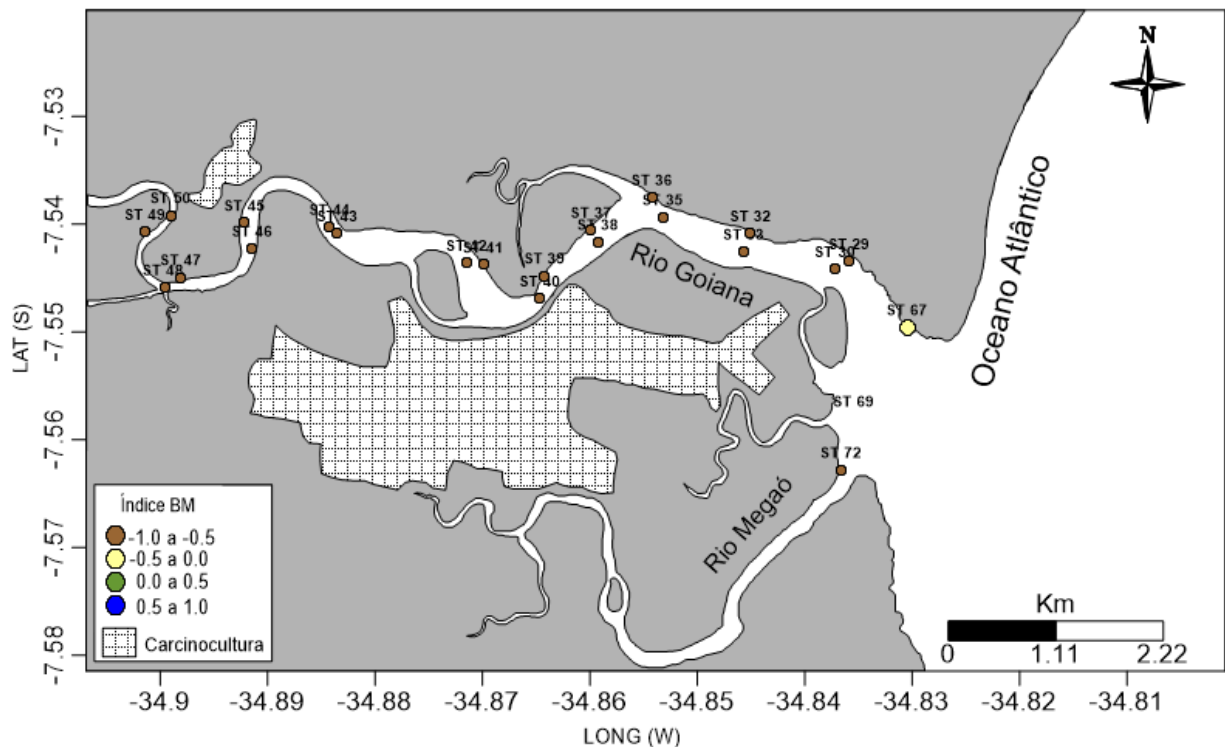 N
-7.53
-7.54
-7.55
-7.56
-7.57
-7.58
LAT (S)
ST 50
ST 49
ST 48
ST 47
ST 45
ST 46
ST 44
ST 43
ST 42
41
ST 39
ST 40
ST 37
ST 38
ST 36
ST 35
ST 32
ST 29
ST 30
ST 67
ST 69
ST 72
Rio Goiana
Rio Megaó
Oceano Atlântico
Índice BM
-1.0 a -0.5
-0.5 a 0.0
0.0 a 0.5
0.5 a 1.0
Carcinocultura
Km
0 1.11 2.22
-34.9 -34.89 -34.88 -34.87 -34.86 -34.85 -34.84 -34.83 -34.82 -34.81
LONG (W)